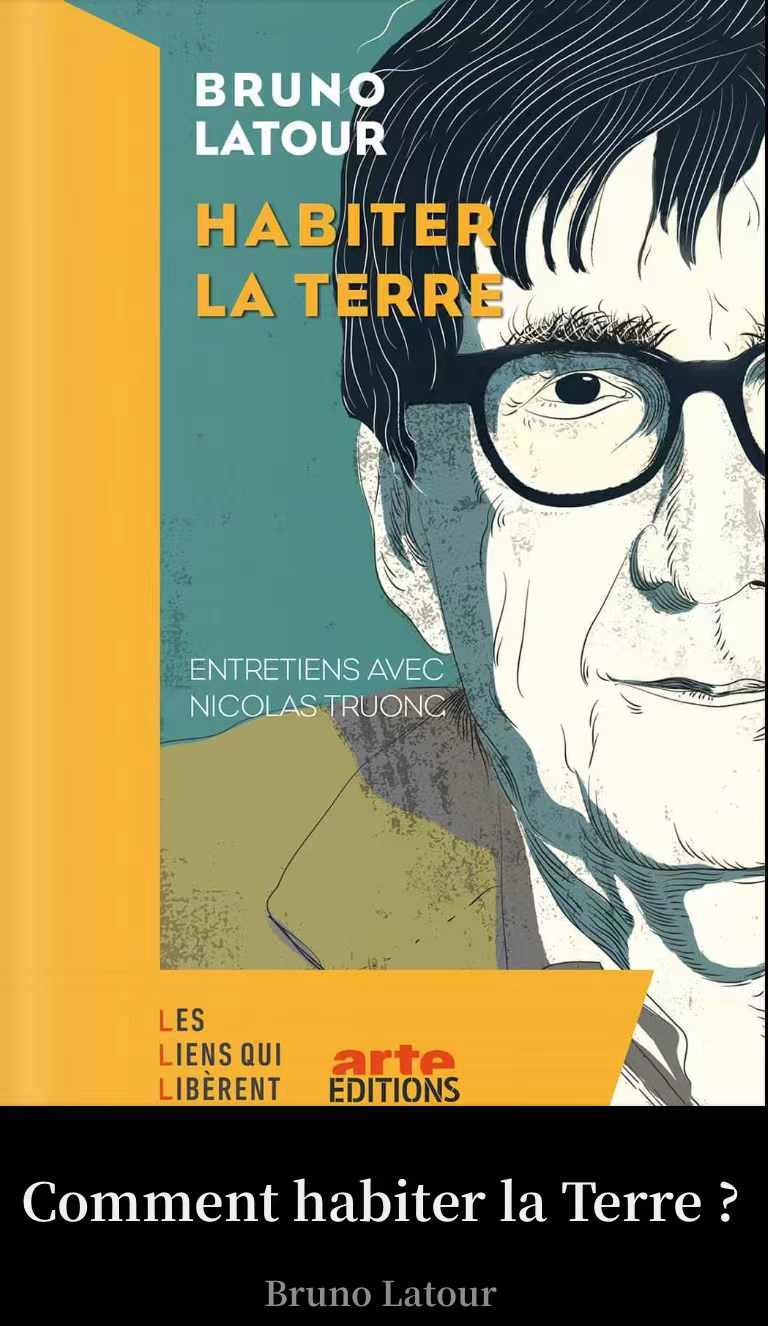 BRUNO
LATOUR
HABITER
LA TERRE
ENTRETIENS AVEC
NICOLAS TRUONG
LES
LIENS QUI
LIBÈRENT
arte
EDITIONS
Comment habiter la Terre ?
Bruno Latour